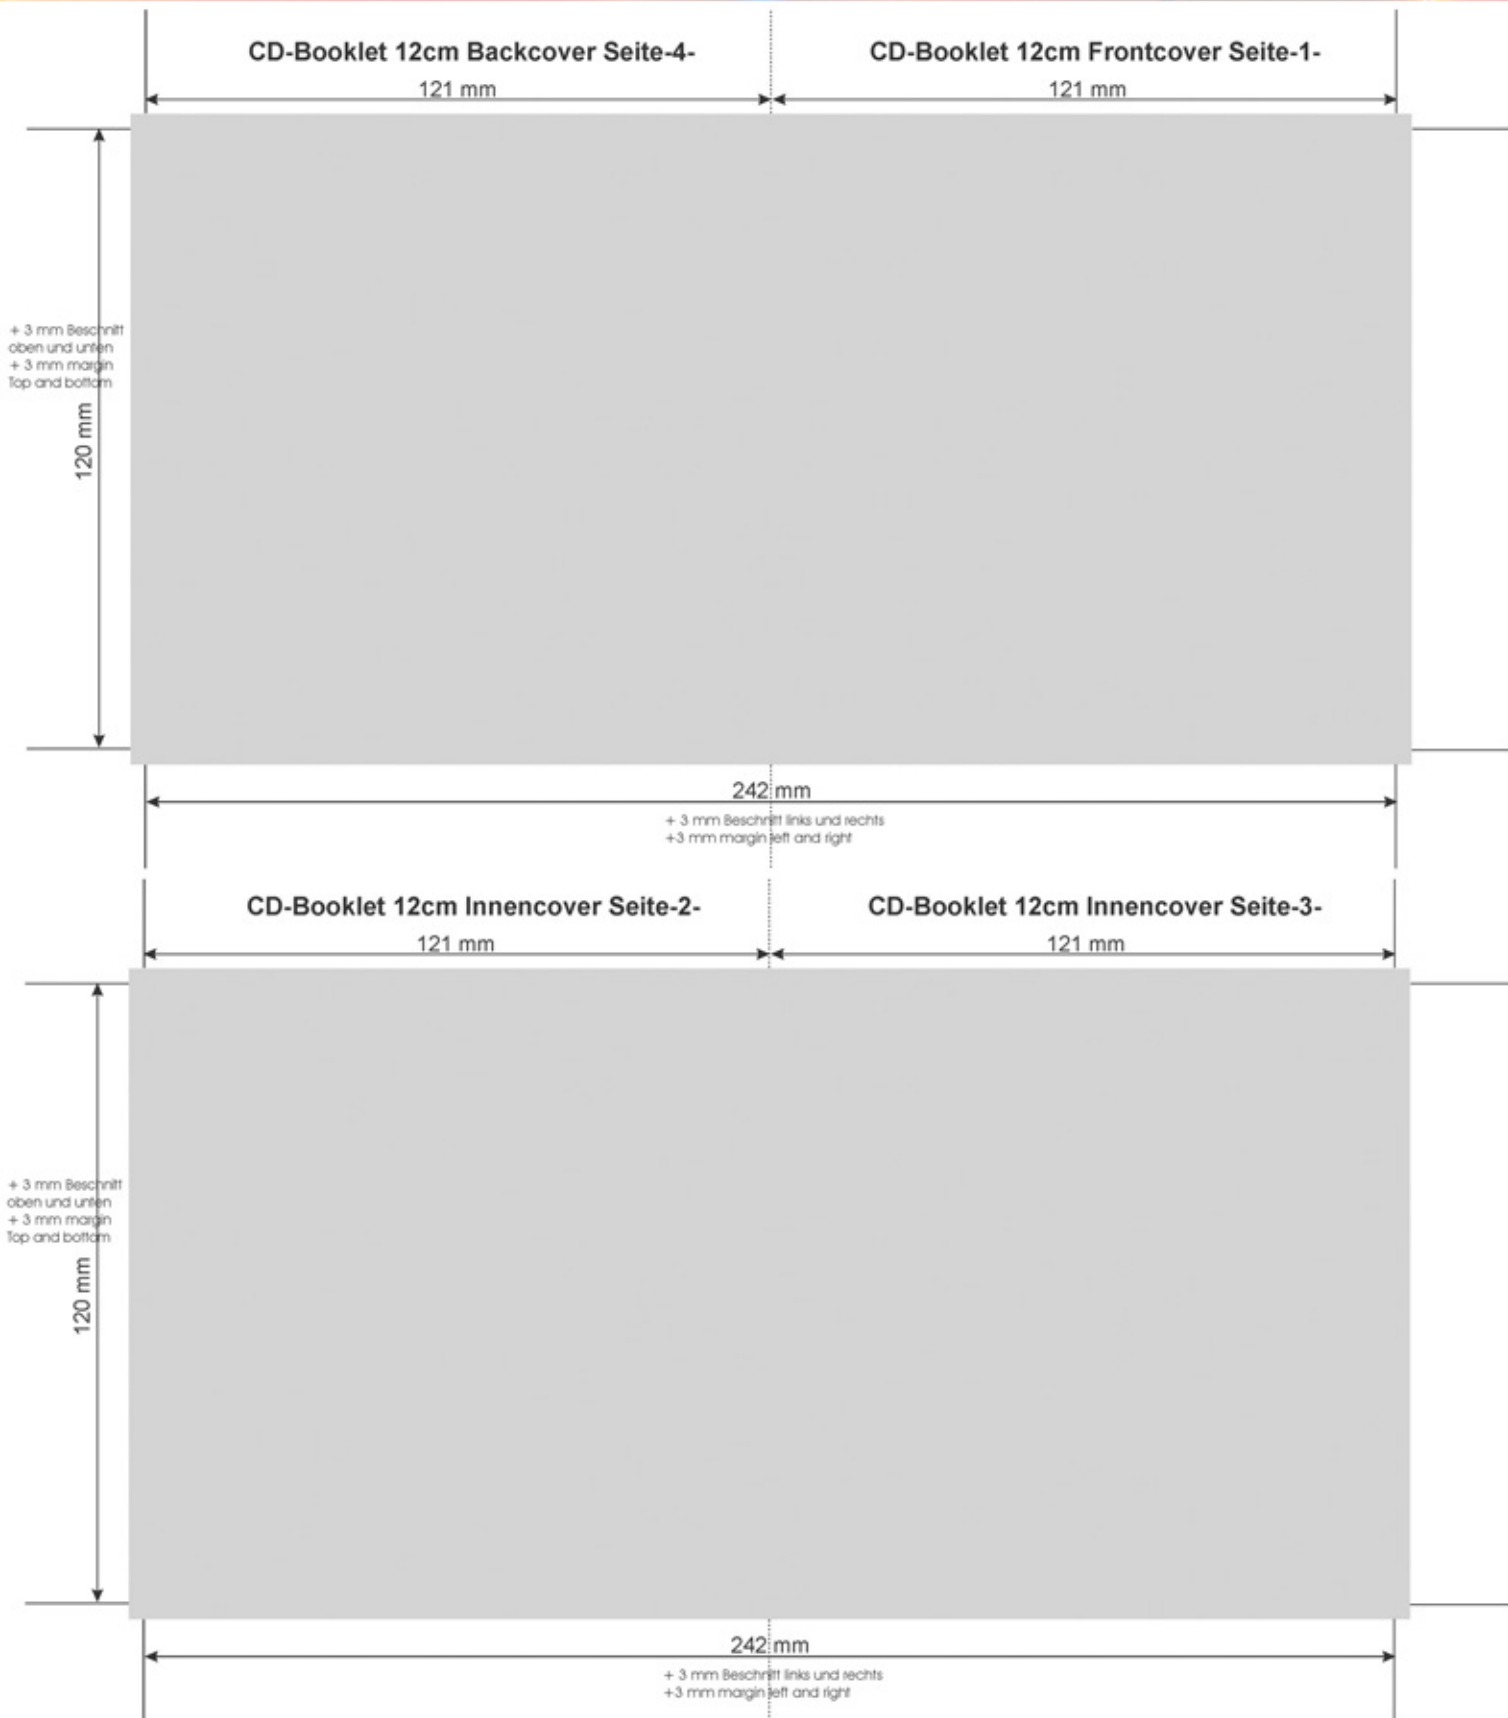 CD-Booklet 12cm Backcover Seite-4-
CD-Booklet 12cm Frontcover Seite-1-
121 mm
121 mm
+ 3 mm Beschnitt
oben und unten
+ 3 mm margin
Top and bottom
120 mm
242 mm
+ 3 mm Beschnitt links und rechts
+3 mm margin left and right
CD-Booklet 12cm Innencover Seite-2-
CD-Booklet 12cm Innencover Seite-3-
121 mm
121 mm
+ 3 mm Beschnitt
oben und unten
+ 3 mm margin
Top and bottom
120 mm
242 mm
+ 3 mm Beschnitt links und rechts
+3 mm margin left and right